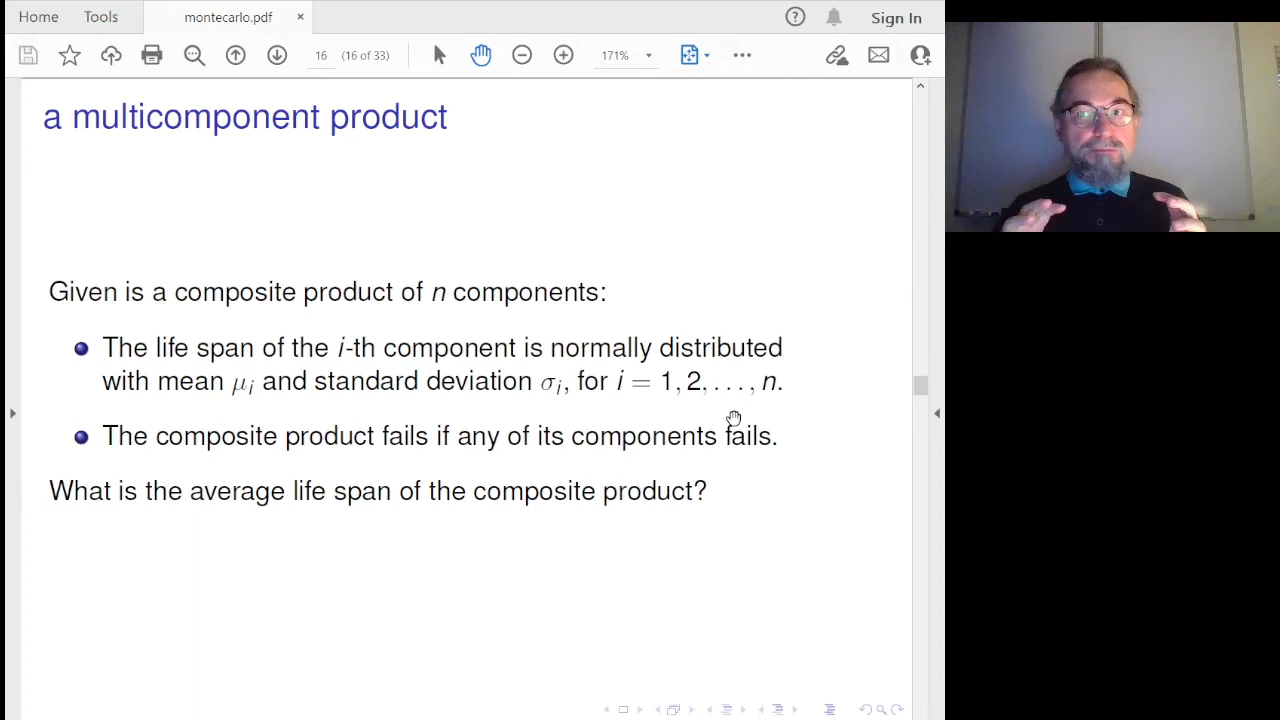 Home Tools montecarlo.pdf × ? Sign In
16 (16 of 33) 171%
a multicomponent product
Given is a composite product of n components:
The life span of the i-th component is normally distributed
with mean μᵢ and standard deviation σᵢ, for i = 1, 2, . . . , n.
The composite product fails if any of its components fails.
What is the average life span of the composite product?